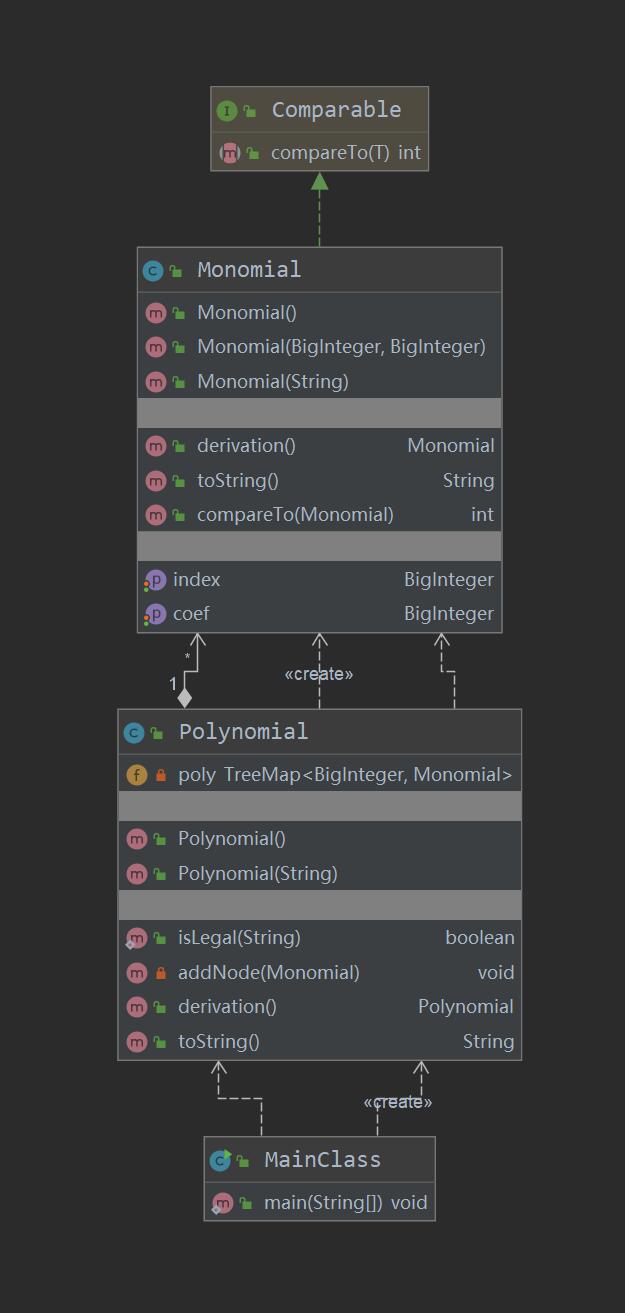 I Comparable
m compareTo(T) int
C Monomial
m Monomial()
m Monomial(BigInteger, BigInteger)
m Monomial(String)
m derivation() Monomial
m toString() String
m compareTo(Monomial) int
p index BigInteger
p coef BigInteger
*
1
«create»
C Polynomial
f poly TreeMap<BigInteger, Monomial>
m Polynomial()
m Polynomial(String)
m isLegal(String) boolean
m addNode(Monomial) void
m derivation() Polynomial
m toString() String
«create»
C MainClass
m main(String[]) void